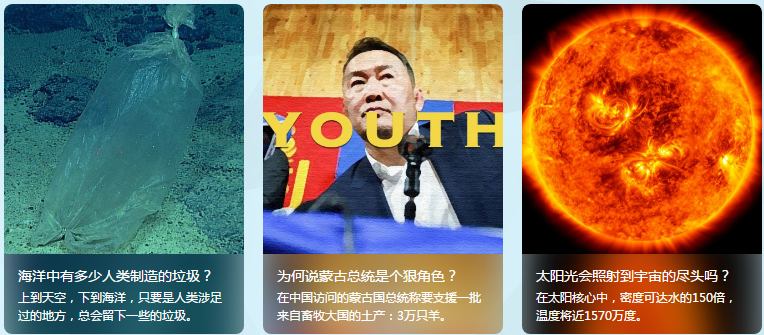 海洋中有多少人类制造的垃圾？
上到天空，下到海洋，只要是人类涉足
过的地方，总会留下一些的垃圾。
YOUTH
为何说蒙古总统是个狠角色？
在中国访问的蒙古国总统称要支援一批
来自畜牧大国的土产：3万只羊。
太阳光会照射到宇宙的尽头吗？
在太阳核心中，密度可达水的150倍，
温度将近1570万度。